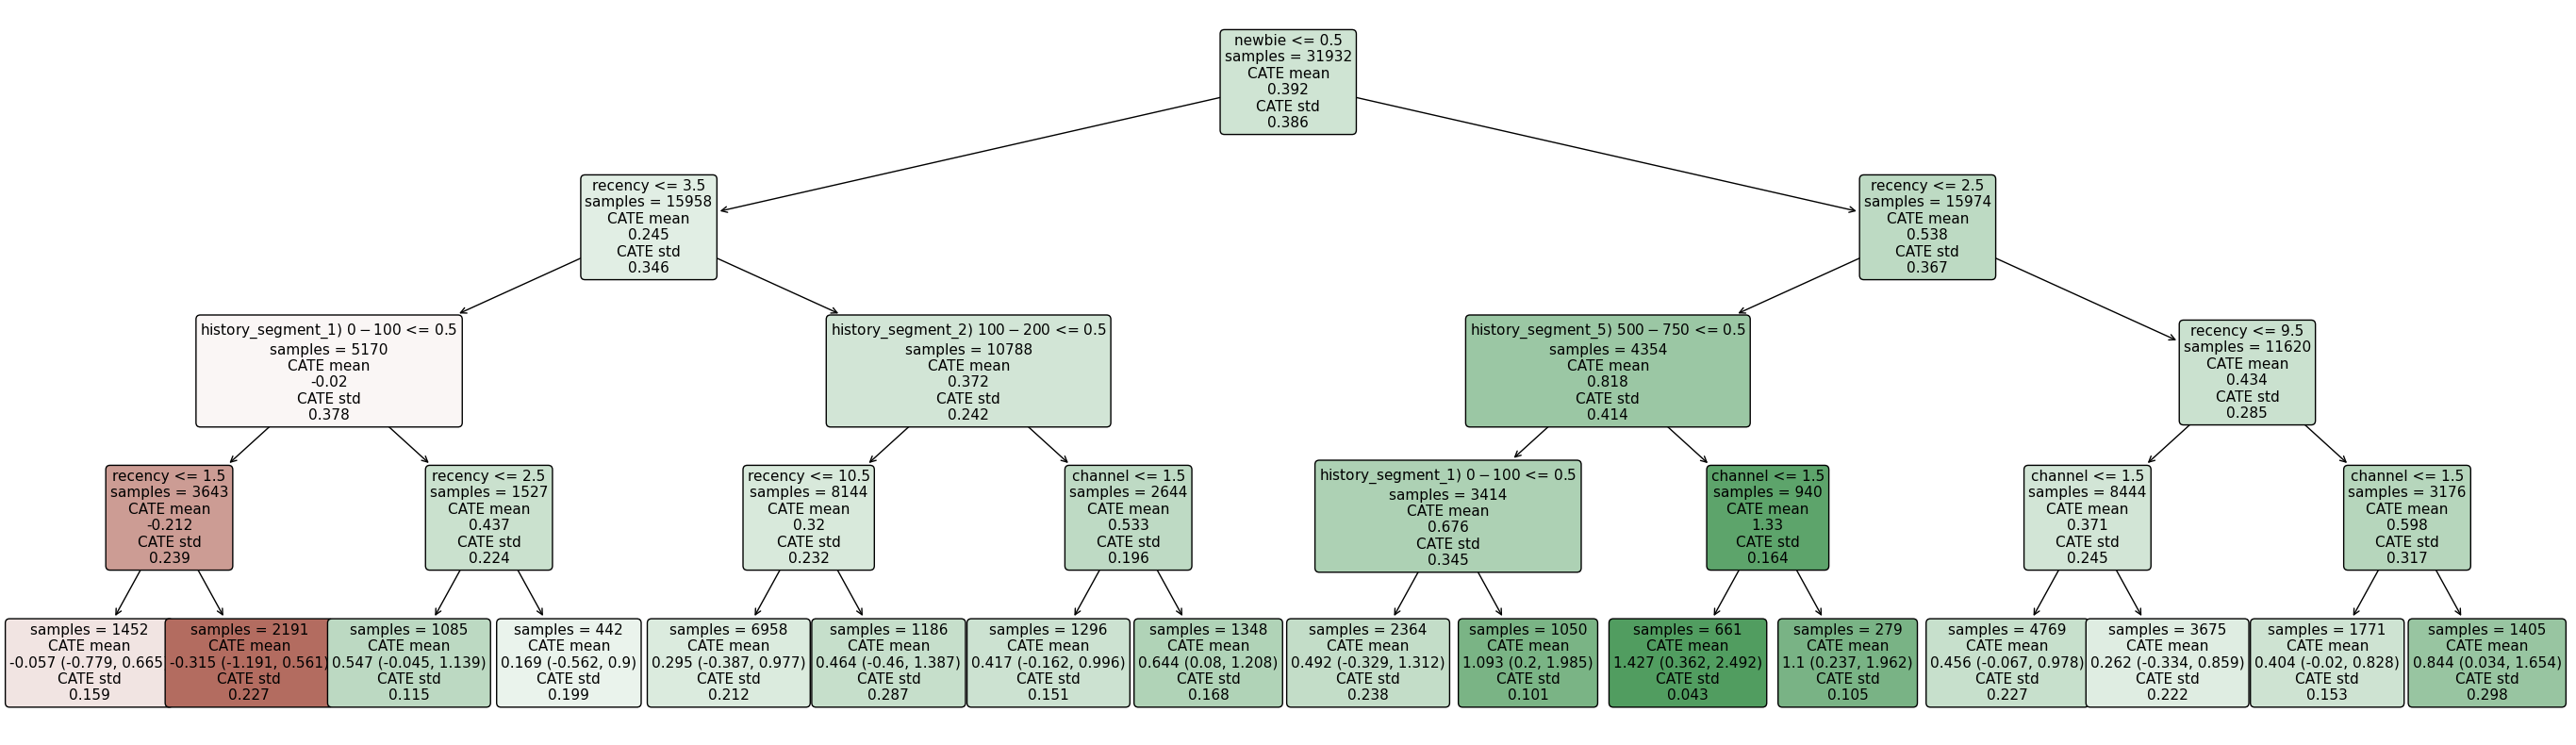 newbie <= 0.5
samples = 31932
CATE mean
0.392
CATE std
0.386
recency <= 3.5
samples = 15958
CATE mean
0.245
CATE std
0.346
recency <= 2.5
samples = 15974
CATE mean
0.538
CATE std
0.367
history_segment_1) 0 − 100 <= 0.5
samples = 5170
CATE mean
-0.02
CATE std
0.378
history_segment_2) 100 − 200 <= 0.5
samples = 10788
CATE mean
0.372
CATE std
0.242
history_segment_5) 500 − 750 <= 0.5
samples = 4354
CATE mean
0.818
CATE std
0.414
recency <= 9.5
samples = 11620
CATE mean
0.434
CATE std
0.285
recency <= 1.5
samples = 3643
CATE mean
-0.212
CATE std
0.239
recency <= 2.5
samples = 1527
CATE mean
0.437
CATE std
0.224
recency <= 10.5
samples = 8144
CATE mean
0.32
CATE std
0.232
channel <= 1.5
samples = 2644
CATE mean
0.533
CATE std
0.196
history_segment_1) 0 − 100 <= 0.5
samples = 3414
CATE mean
0.676
CATE std
0.345
channel <= 1.5
samples = 940
CATE mean
1.33
CATE std
0.164
channel <= 1.5
samples = 8444
CATE mean
0.371
CATE std
0.245
channel <= 1.5
samples = 3176
CATE mean
0.598
CATE std
0.317
samples = 1452
CATE mean
-0.057 (-0.779, 0.665
CATE std
0.159
samples = 2191
CATE mean
-0.315 (-1.191, 0.561)
CATE std
0.227
samples = 1085
CATE mean
0.547 (-0.045, 1.139)
CATE std
0.115
samples = 442
CATE mean
0.169 (-0.562, 0.9)
CATE std
0.199
samples = 6958
CATE mean
0.295 (-0.387, 0.977)
CATE std
0.212
samples = 1186
CATE mean
0.464 (-0.46, 1.387)
CATE std
0.287
samples = 1296
CATE mean
0.417 (-0.162, 0.996)
CATE std
0.151
samples = 1348
CATE mean
0.644 (0.08, 1.208)
CATE std
0.168
samples = 2364
CATE mean
0.492 (-0.329, 1.312)
CATE std
0.238
samples = 1050
CATE mean
1.093 (0.2, 1.985)
CATE std
0.101
samples = 661
CATE mean
1.427 (0.362, 2.492)
CATE std
0.043
samples = 279
CATE mean
1.1 (0.237, 1.962)
CATE std
0.105
samples = 4769
CATE mean
0.456 (-0.067, 0.978)
CATE std
0.227
samples = 3675
CATE mean
0.262 (-0.334, 0.859)
CATE std
0.222
samples = 1771
CATE mean
0.404 (-0.02, 0.828)
CATE std
0.153
samples = 1405
CATE mean
0.844 (0.034, 1.654)
CATE std
0.298